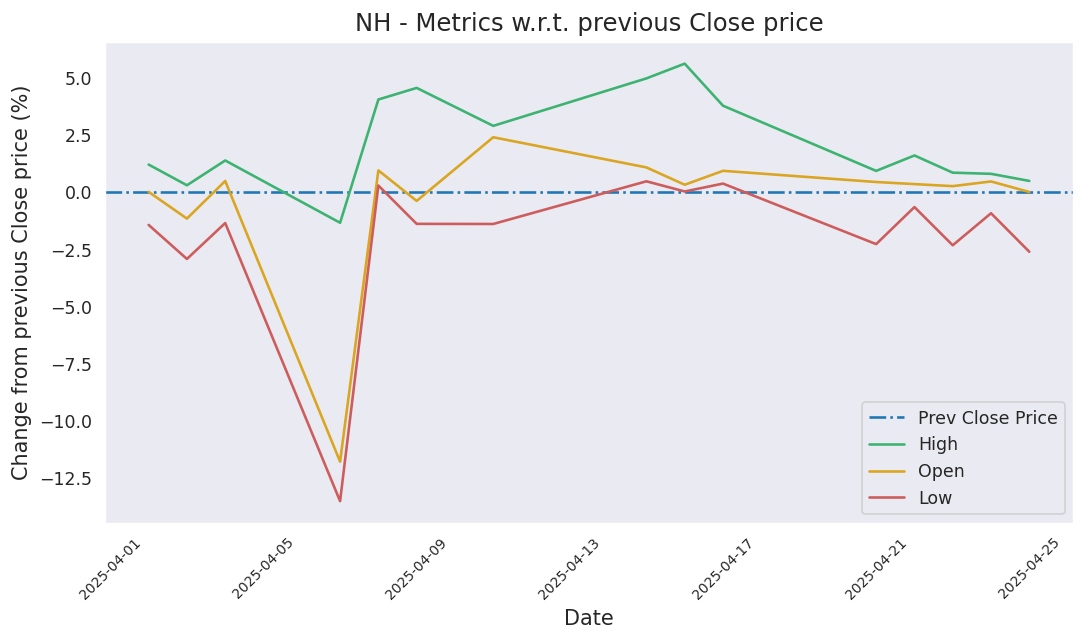 NH - Metrics w.r.t. previous Close price
Change from previous Close price (%)
5.0
2.5
0.0
−2.5
−5.0
−7.5
−10.0
−12.5
Prev Close Price
High
Open
Low
2025-04-01
2025-04-05
2025-04-09
2025-04-13
2025-04-17
2025-04-21
2025-04-25
Date